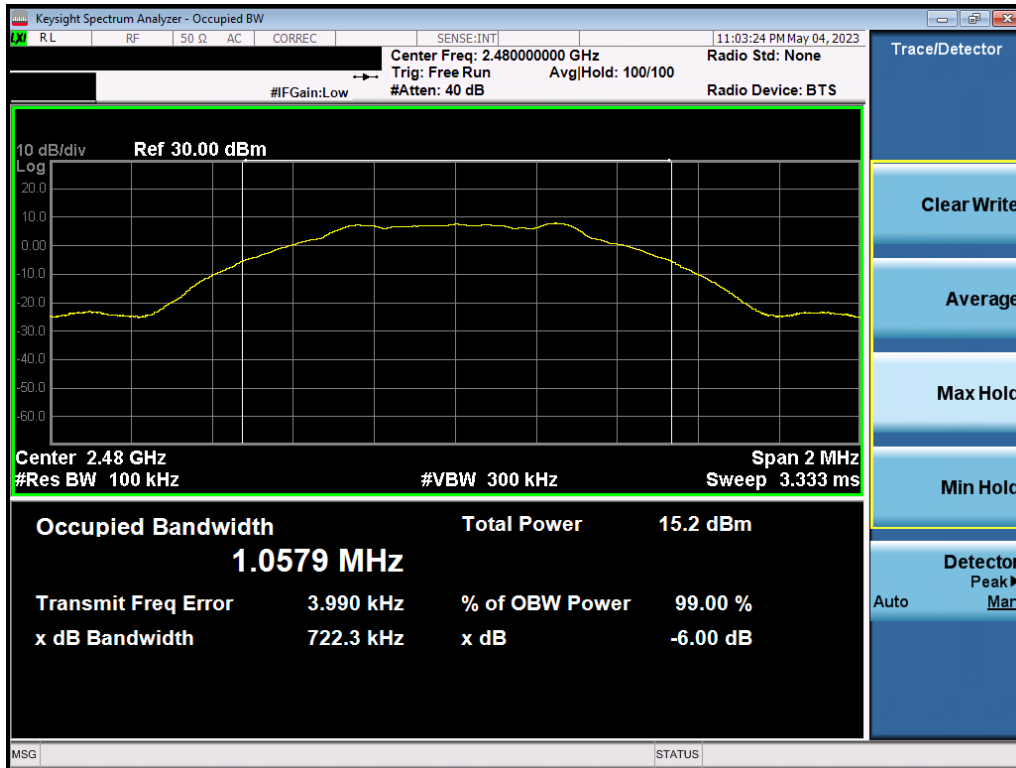 Keysight Spectrum Analyzer - Occupied BW
LXI RL RF 50 Ω AC CORREC SENSE:INT 11:03:24 PM May 04, 2023
Center Freq: 2.480000000 GHz Radio Std: None
Trig: Free Run Avg|Hold: 100/100
#IFGain:Low #Atten: 40 dB Radio Device: BTS
10 dB/div Ref 30.00 dBm
Log
20.0
10.0
0.00
-10.0
-20.0
-30.0
-40.0
-50.0
-60.0
Center 2.48 GHz Span 2 MHz
#Res BW 100 kHz #VBW 300 kHz Sweep 3.333 ms
Occupied Bandwidth Total Power 15.2 dBm
1.0579 MHz
Transmit Freq Error 3.990 kHz % of OBW Power 99.00 %
x dB Bandwidth 722.3 kHz x dB -6.00 dB
MSG STATUS
Trace/Detector
Clear Write
Average
Max Hold
Min Hold
Detector
Peak►
Auto Man